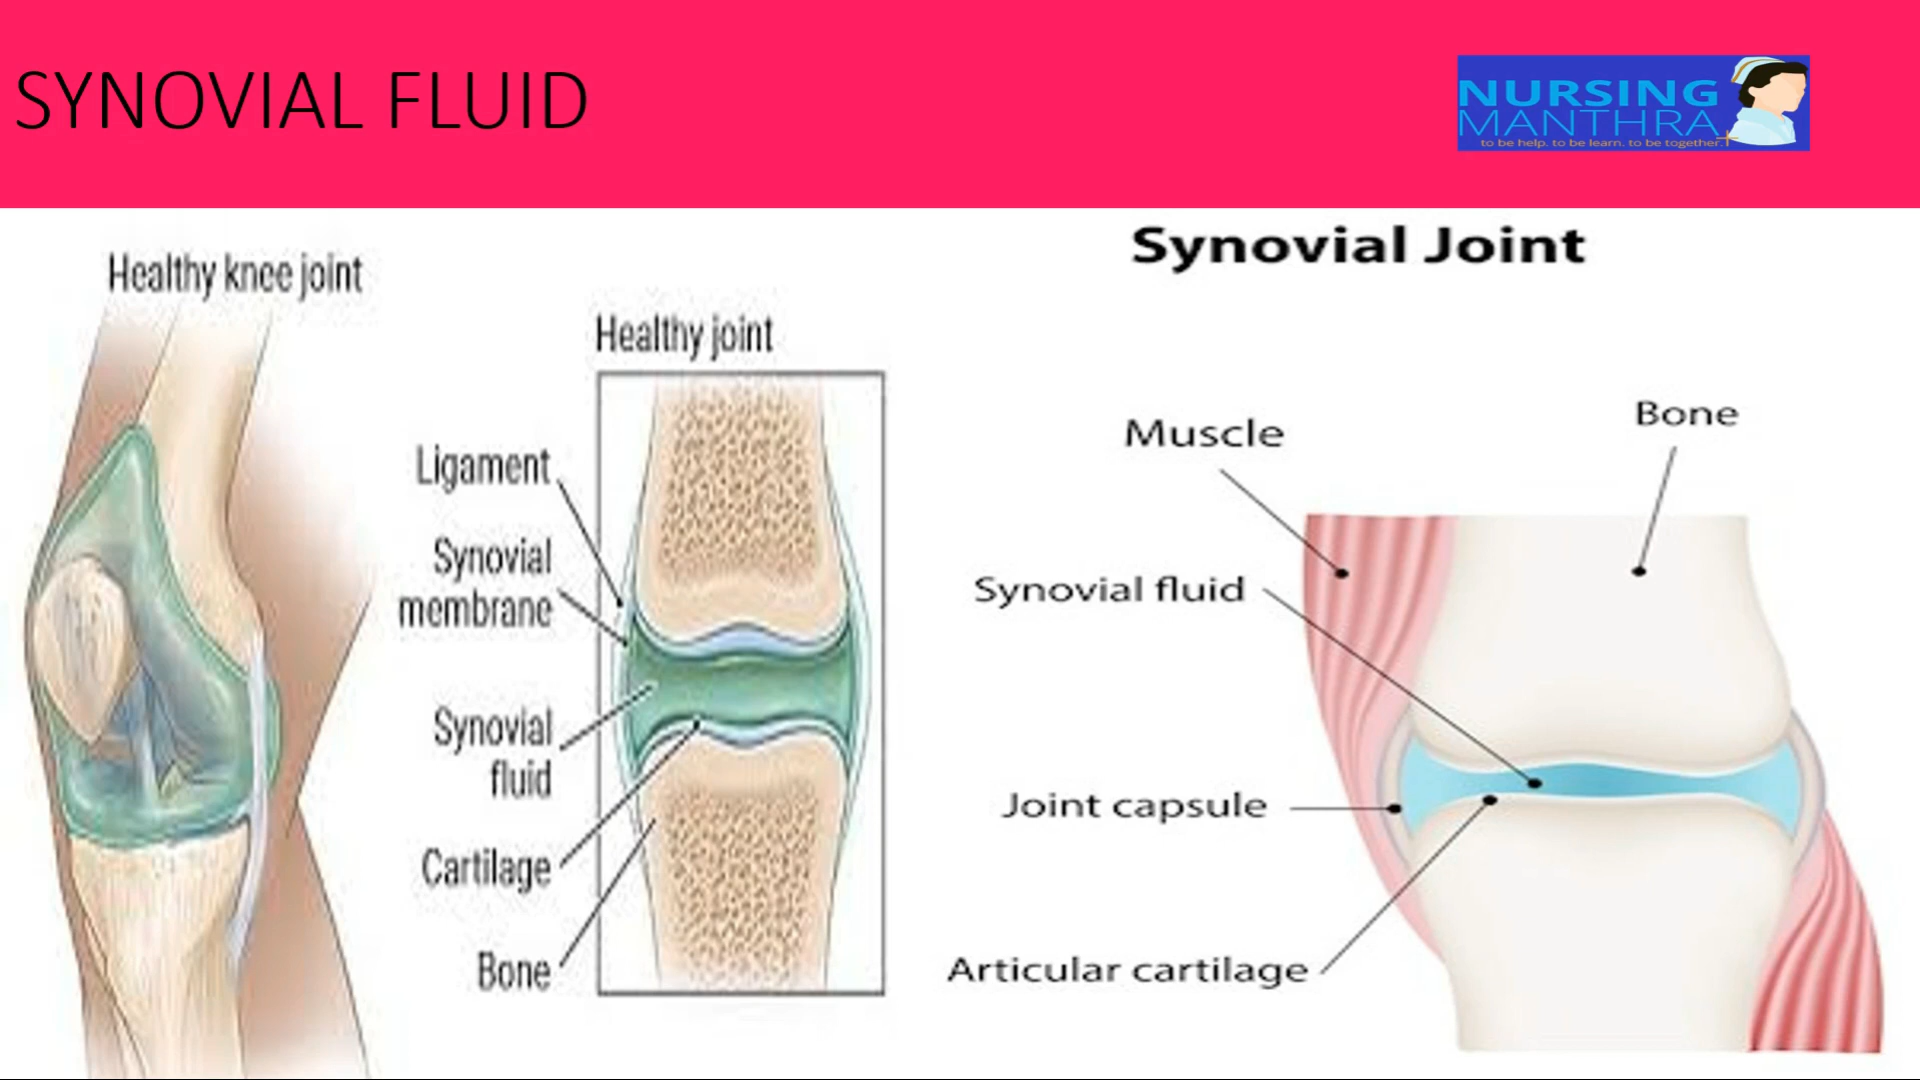 SYNOVIAL FLUID
NURSING
MANTHRA
to be help. to be learn. to be together.
Healthy knee joint
Healthy joint
Ligament
Synovial
membrane
Synovial
fluid
Cartilage
Bone
Synovial Joint
Muscle
Bone
Synovial fluid
Joint capsule
Articular cartilage